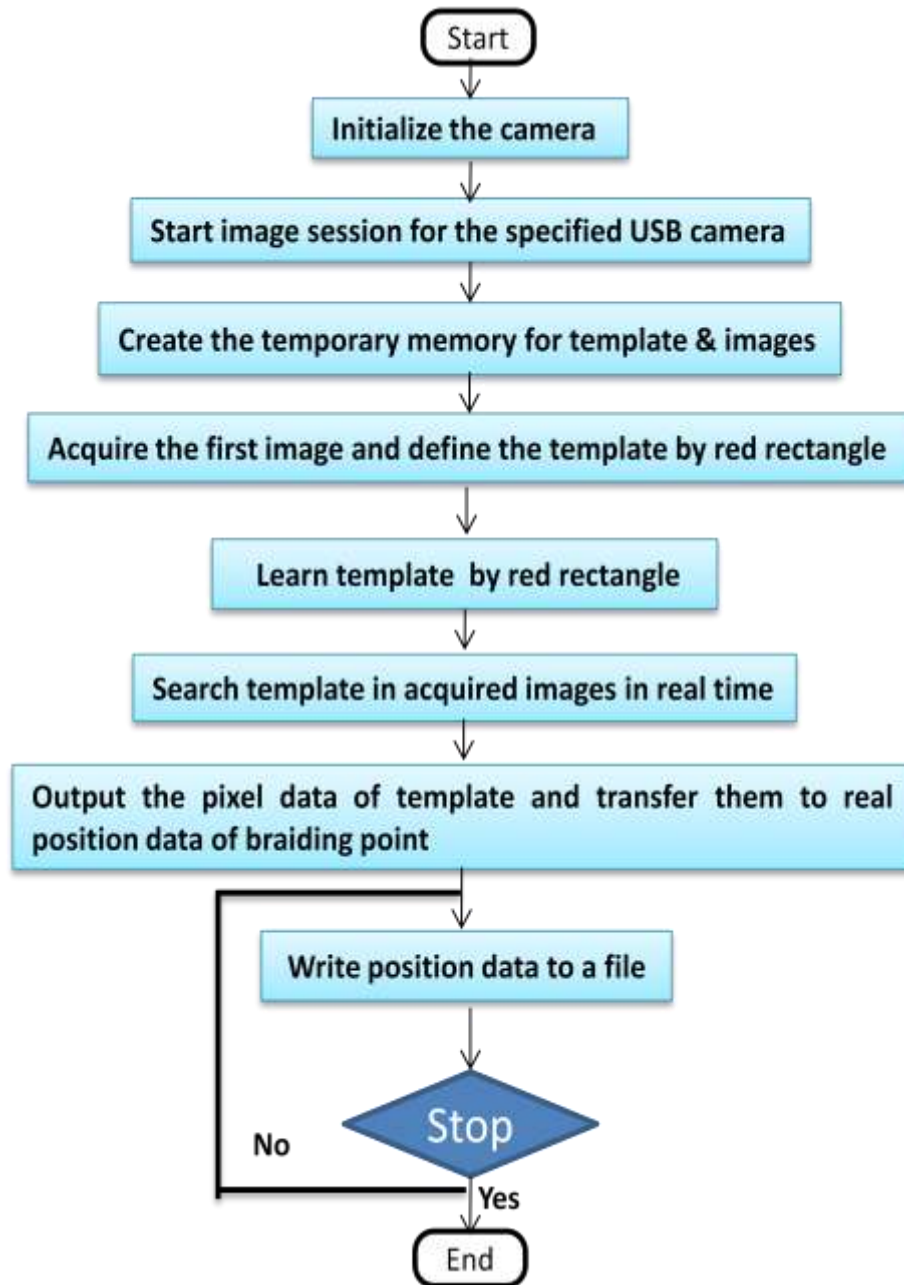 Start
Initialize the camera
Start image session for the specified USB camera
Create the temporary memory for template & images
Acquire the first image and define the template by red rectangle
Learn template by red rectangle
Search template in acquired images in real time
Output the pixel data of template and transfer them to real
position data of braiding point
Write position data to a file
Stop
No
Yes
End